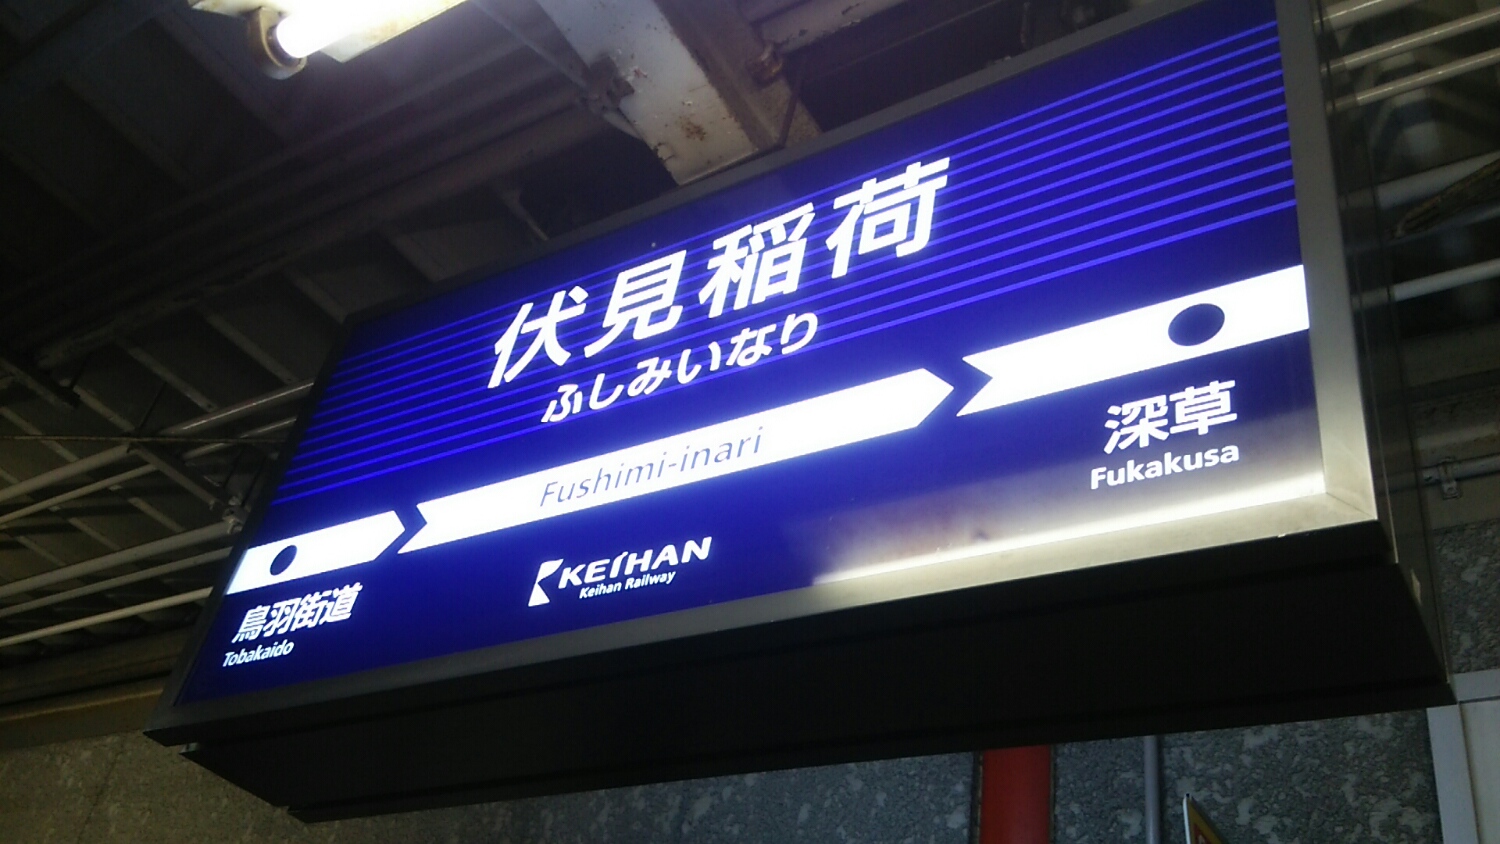 伏見稲荷
ふしみいなり
Fushimi-inari
鳥羽街道
Tobakaido
深草
Fukakusa
KEIHAN
Keihan Railway